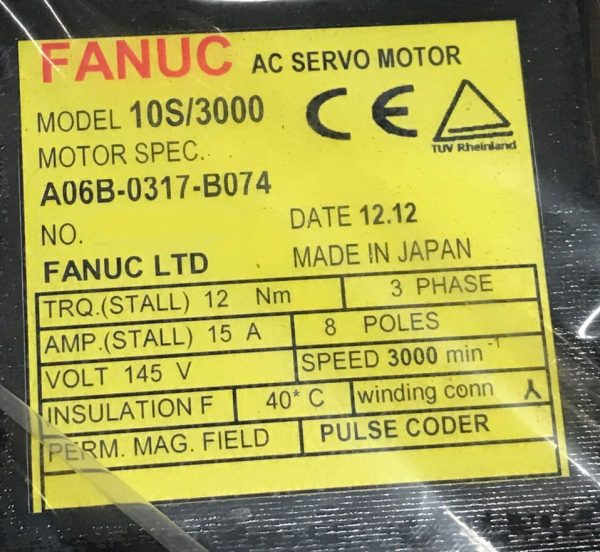 FANUC AC SERVO MOTOR
MODEL 10S/3000
CE
TUV Rheinland
MOTOR SPEC.
A06B-0317-B074
NO. DATE 12.12
FANUC LTD MADE IN JAPAN
TRQ.(STALL) 12 Nm 3 PHASE
AMP.(STALL) 15 A 8 POLES
VOLT 145 V SPEED 3000 min⁻¹
INSULATION F 40* C winding conn
PERM. MAG. FIELD PULSE CODER